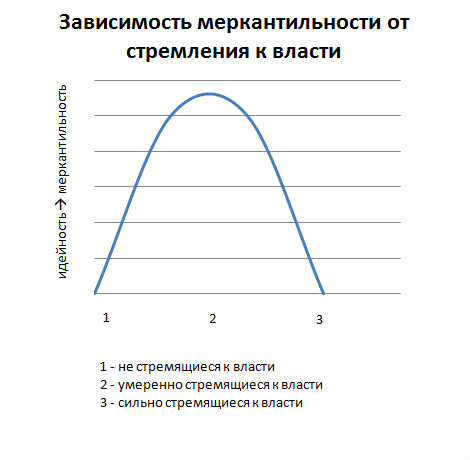 Зависимость меркантильности от
стремления к власти
идейность → меркантильность
1 2 3
1 - не стремящиеся к власти
2 - умеренно стремящиеся к власти
3 - сильно стремящиеся к власти